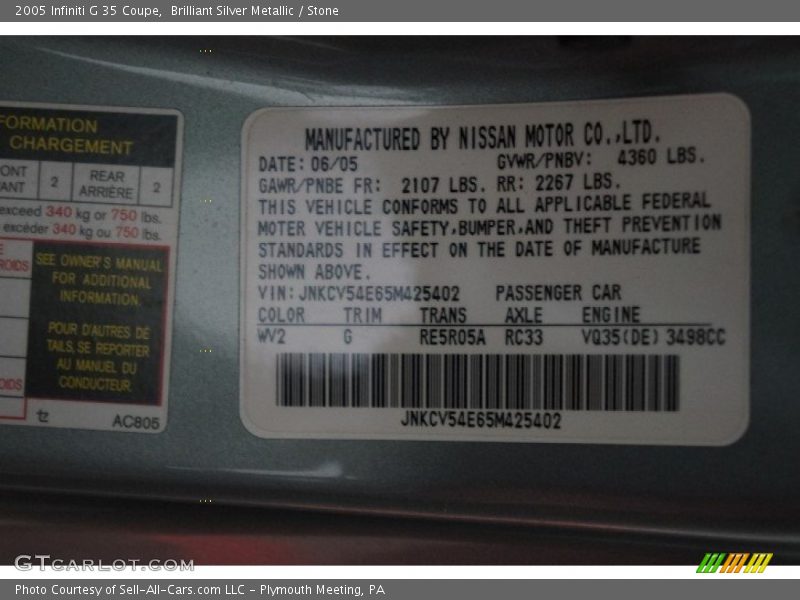 2005 Infiniti G 35 Coupe,  Brilliant Silver Metallic / Stone
FORMATION
CHARGEMENT
2
REAR
ARRIÈRE
2
exceed 340 kg or 750 lbs.
excéder 340 kg ou 750 lbs.
SEE OWNER'S MANUAL
FOR ADDITIONAL
INFORMATION.
POUR D'AUTRES DÉ
TAILS, SE REPORTER
AU MANUEL DU
CONDUCTEUR.
tz
AC805
MANUFACTURED BY NISSAN MOTOR CO.,LTD.
DATE: 06/05 GVWR/PNBV: 4360 LBS.
GAWR/PNBE FR: 2107 LBS. RR: 2267 LBS.
THIS VEHICLE CONFORMS TO ALL APPLICABLE FEDERAL
MOTER VEHICLE SAFETY,BUMPER,AND THEFT PREVENTION
STANDARDS IN EFFECT ON THE DATE OF MANUFACTURE
SHOWN ABOVE.
VIN: JNKCV54E65M425402 PASSENGER CAR
COLOR TRIM TRANS AXLE ENGINE
WV2 G RE5R05A RC33 VQ35(DE) 3498CC
JNKCV54E65M425402
GTCARLOT.COM
Photo Courtesy of Sell-All-Cars.com LLC - Plymouth Meeting, PA